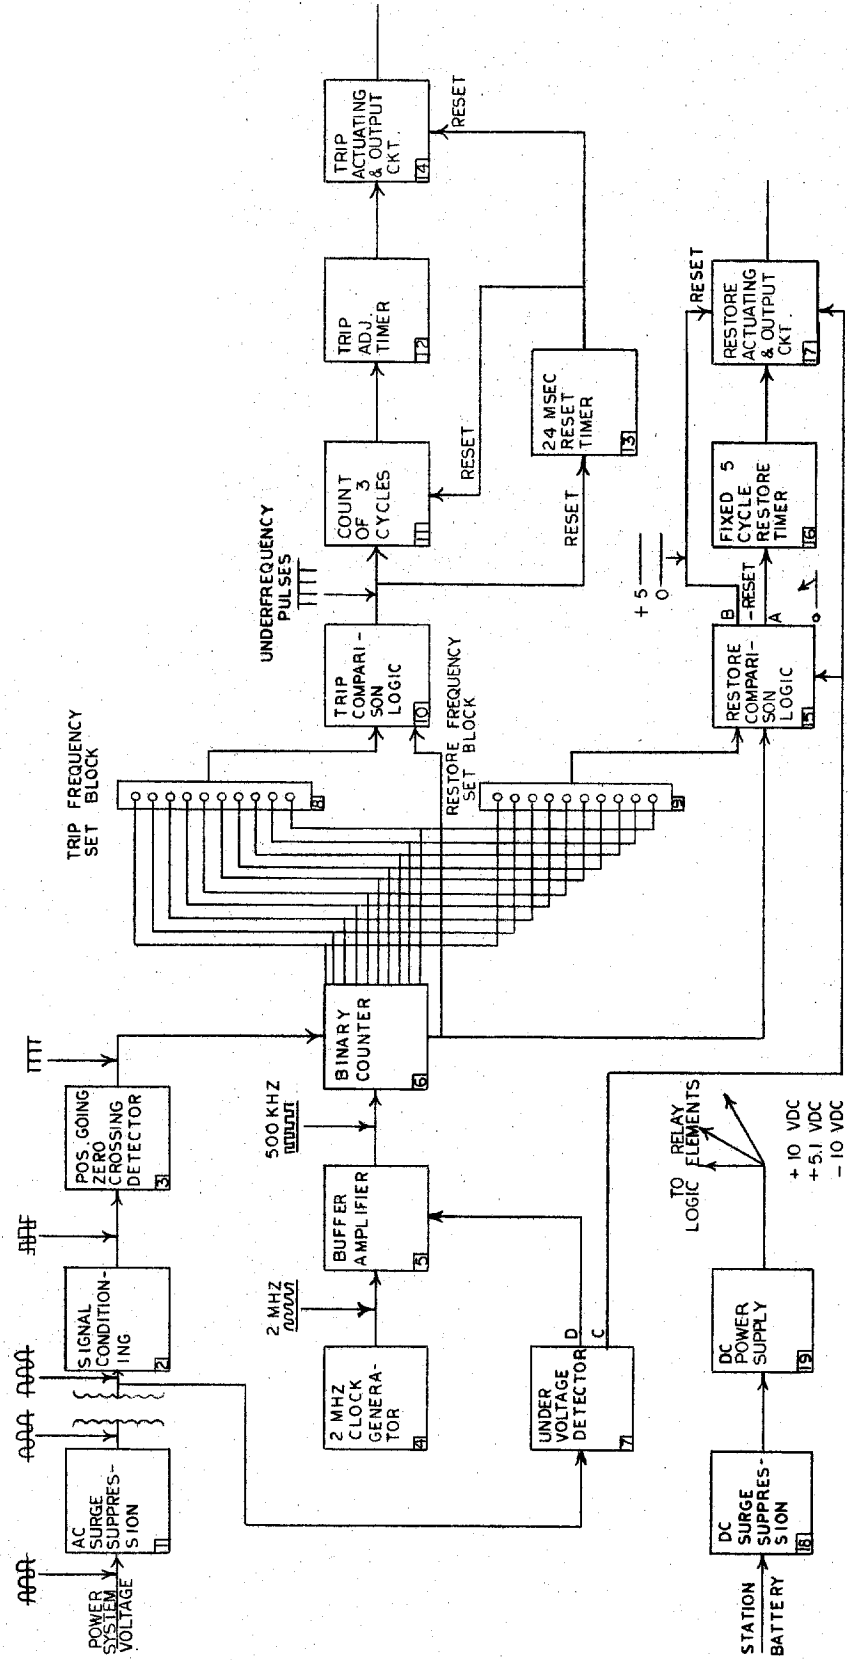 POWER
SYSTEM
VOLTAGE
AC
SURGE
SUPPRES-
SION
1
SIGNAL
CONDITION-
ING
2
POS. GOING
ZERO
CROSSING
DETECTOR
3
2 MHZ
CLOCK
GENERA-
TOR
4
2 MHZ
BUFFER
AMPLIFIER
5
500 KHZ
BINARY
COUNTER
6
UNDER
VOLTAGE
DETECTOR
7
D
C
TRIP FREQUENCY
SET BLOCK
8
RESTORE FREQUENCY
SET BLOCK
9
TRIP
COMPARI-
SON
LOGIC
10
UNDERFREQUENCY
PULSES
COUNT
OF 3
CYCLES
11
RESET
TRIP
ADJ.
TIMER
12
RESET
24 MSEC
RESET
TIMER
13
TRIP
ACTUATING
& OUTPUT
CKT.
14
RESET
RESTORE
COMPARI-
SON
LOGIC
15
B
A
-RESET
+5
0
0
FIXED 5
CYCLE
RESTORE
TIMER
16
RESTORE
ACTUATING
& OUTPUT
CKT.
17
RESET
STATION
BATTERY
DC
SURGE
SUPPRES-
SION
18
DC
POWER
SUPPLY
19
TO RELAY
LOGIC ELEMENTS
+10 VDC
+5.1 VDC
-10 VDC